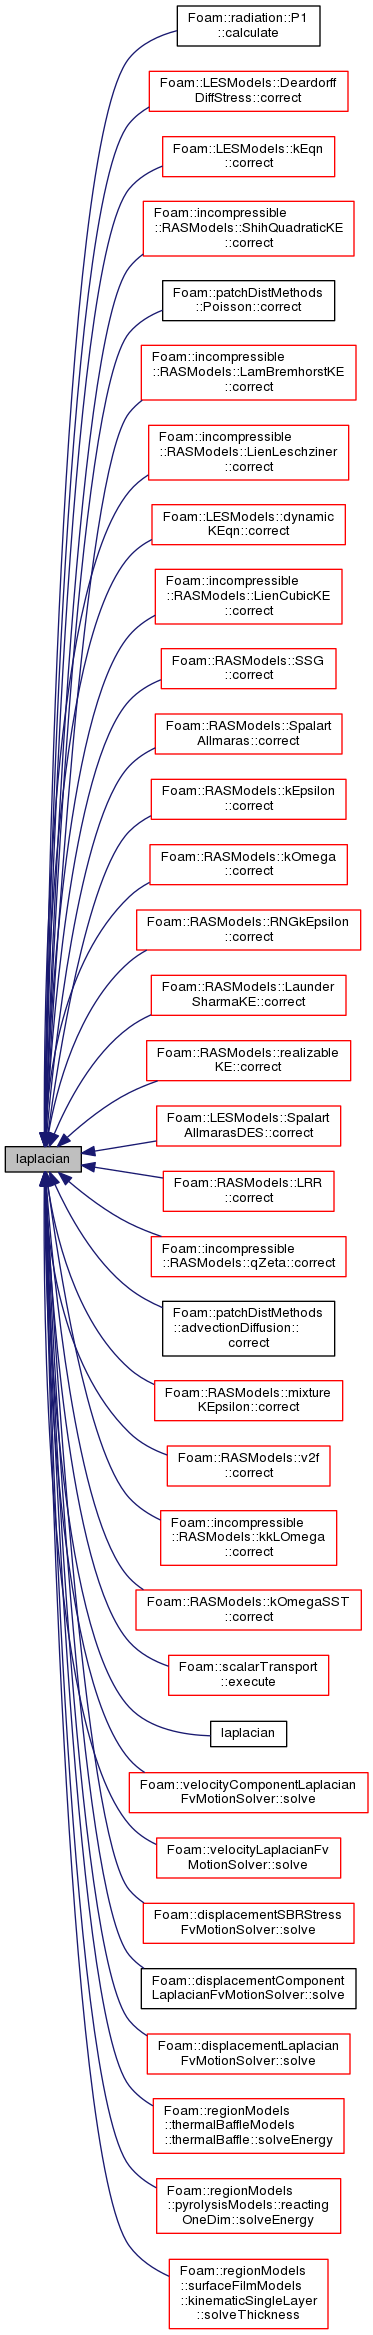 Foam::radiation::P1
::calculate
Foam::LESModels::Deardorff
DiffStress::correct
Foam::LESModels::kEqn
::correct
Foam::incompressible
::RASModels::ShihQuadraticKE
::correct
Foam::patchDistMethods
::Poisson::correct
Foam::incompressible
::RASModels::LamBremhorstKE
::correct
Foam::incompressible
::RASModels::LienLeschziner
::correct
Foam::LESModels::dynamic
KEqn::correct
Foam::incompressible
::RASModels::LienCubicKE
::correct
Foam::RASModels::SSG
::correct
Foam::RASModels::Spalart
Allmaras::correct
Foam::RASModels::kEpsilon
::correct
Foam::RASModels::kOmega
::correct
Foam::RASModels::RNGkEpsilon
::correct
Foam::RASModels::Launder
SharmaKE::correct
Foam::RASModels::realizable
KE::correct
Foam::LESModels::Spalart
AllmarasDES::correct
laplacian
Foam::RASModels::LRR
::correct
Foam::incompressible
::RASModels::qZeta::correct
Foam::patchDistMethods
::advectionDiffusion::
correct
Foam::RASModels::mixture
KEpsilon::correct
Foam::RASModels::v2f
::correct
Foam::incompressible
::RASModels::kkLOmega
::correct
Foam::RASModels::kOmegaSST
::correct
Foam::scalarTransport
::execute
laplacian
Foam::velocityComponentLaplacian
FvMotionSolver::solve
Foam::velocityLaplacianFv
MotionSolver::solve
Foam::displacementSBRStress
FvMotionSolver::solve
Foam::displacementComponent
LaplacianFvMotionSolver::solve
Foam::displacementLaplacian
FvMotionSolver::solve
Foam::regionModels
::thermalBaffleModels
::thermalBaffle::solveEnergy
Foam::regionModels
::pyrolysisModels::reacting
OneDim::solveEnergy
Foam::regionModels
::surfaceFilmModels
::kinematicSingleLayer
::solveThickness